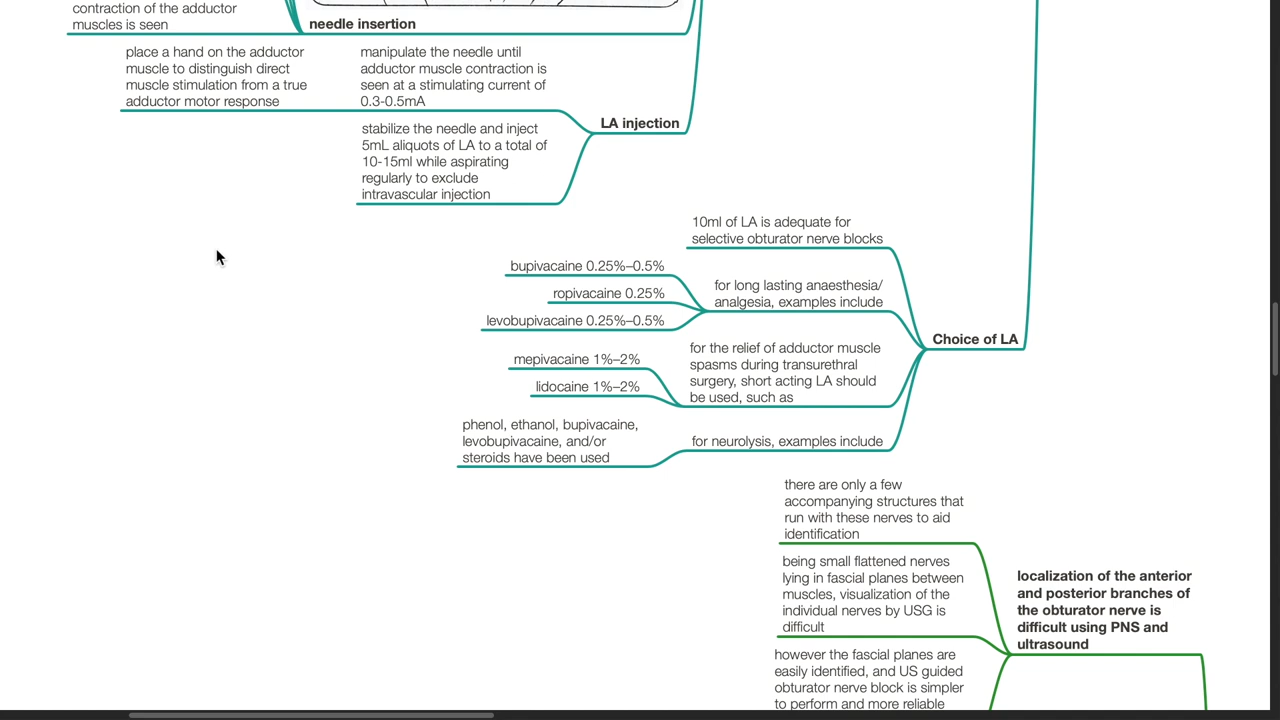 contraction of the adductor
muscles is seen
needle insertion
place a hand on the adductor
muscle to distinguish direct
muscle stimulation from a true
adductor motor response
manipulate the needle until
adductor muscle contraction is
seen at a stimulating current of
0.3-0.5mA
LA injection
stabilize the needle and inject
5mL aliquots of LA to a total of
10-15ml while aspirating
regularly to exclude
intravascular injection
10ml of LA is adequate for
selective obturator nerve blocks
bupivacaine 0.25%–0.5%
ropivacaine 0.25%
levobupivacaine 0.25%–0.5%
for long lasting anaesthesia/
analgesia, examples include
Choice of LA
mepivacaine 1%–2%
lidocaine 1%–2%
for the relief of adductor muscle
spasms during transurethral
surgery, short acting LA should
be used, such as
phenol, ethanol, bupivacaine,
levobupivacaine, and/or
steroids have been used
for neurolysis, examples include
there are only a few
accompanying structures that
run with these nerves to aid
identification
being small flattened nerves
lying in fascial planes between
muscles, visualization of the
individual nerves by USG is
difficult
localization of the anterior
and posterior branches of
the obturator nerve is
difficult using PNS and
ultrasound
however the fascial planes are
easily identified, and US guided
obturator nerve block is simpler
to perform and more reliable